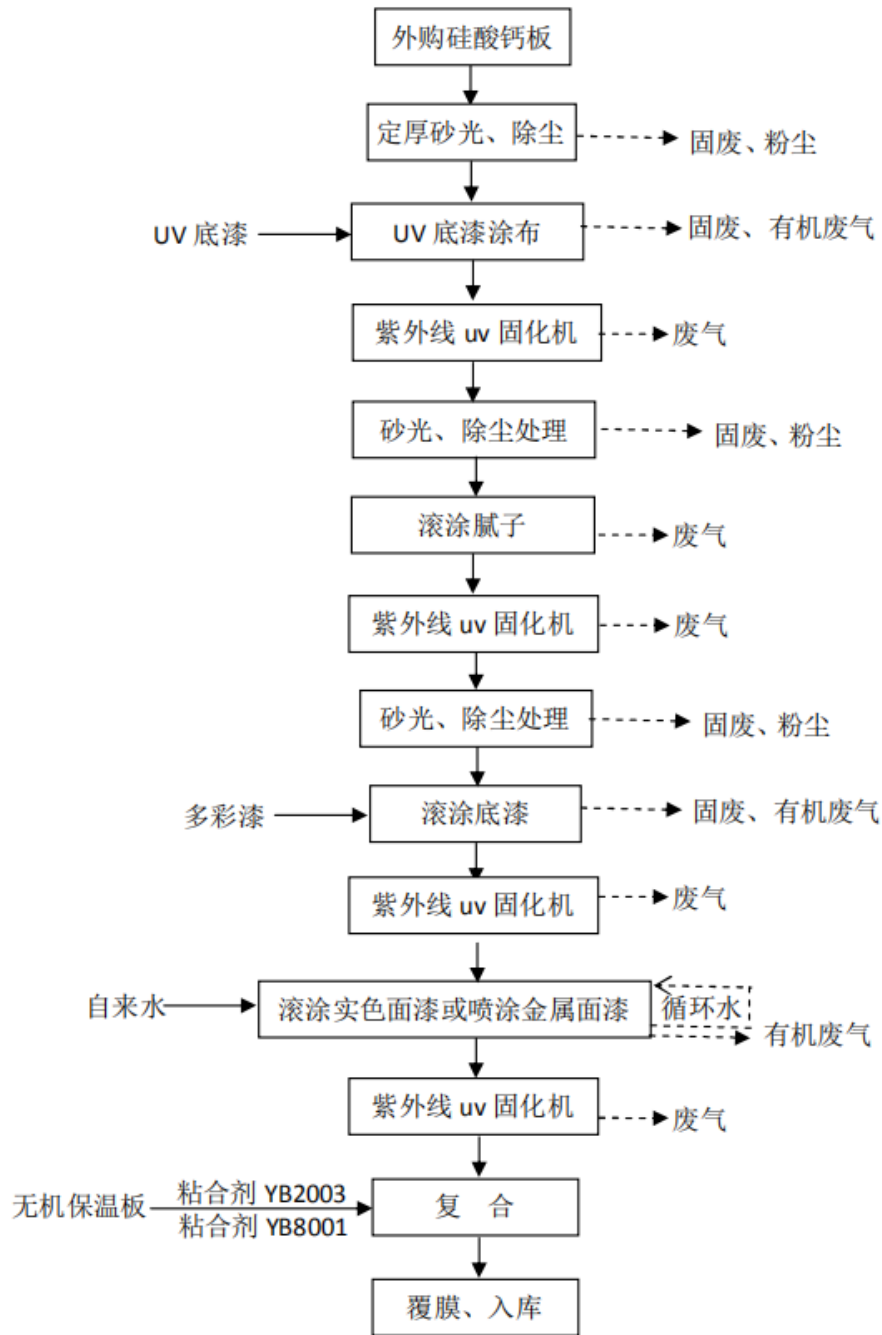 外购硅酸钙板
定厚砂光、除尘
固废、粉尘
UV 底漆
UV 底漆涂布
固废、有机废气
紫外线 uv 固化机
废气
砂光、除尘处理
固废、粉尘
滚涂腻子
废气
紫外线 uv 固化机
废气
砂光、除尘处理
固废、粉尘
多彩漆
滚涂底漆
固废、有机废气
紫外线 uv 固化机
废气
自来水
滚涂实色面漆或喷涂金属面漆
循环水
有机废气
紫外线 uv 固化机
废气
无机保温板
粘合剂 YB2003
粘合剂 YB8001
复 合
覆膜、入库